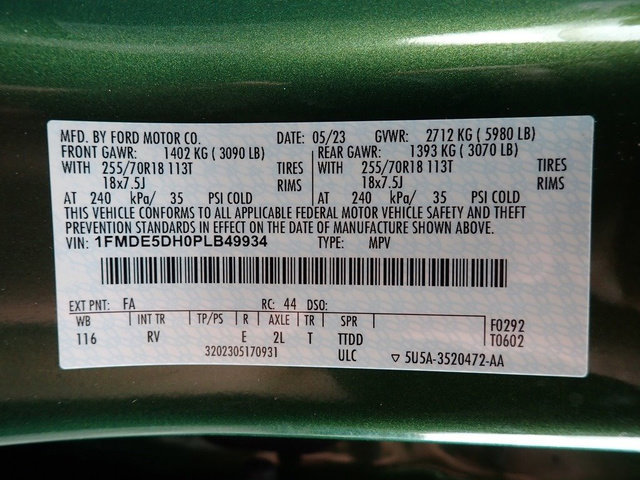 MFD. BY FORD MOTOR CO. DATE: 05/23 GVWR: 2712 KG ( 5980 LB)
FRONT GAWR: 1402 KG ( 3090 LB) REAR GAWR: 1393 KG ( 3070 LB)
WITH 255/70R18 113T TIRES WITH 255/70R18 113T TIRES
18x7.5J RIMS 18x7.5J RIMS
AT 240 kPa/ 35 PSI COLD AT 240 kPa/ 35 PSI COLD
THIS VEHICLE CONFORMS TO ALL APPLICABLE FEDERAL MOTOR VEHICLE SAFETY AND THEFT
PREVENTION STANDARDS IN EFFECT ON THE DATE OF MANUFACTURE SHOWN ABOVE.
VIN: 1FMDE5DH0PLB49934 TYPE: MPV
EXT PNT: FA RC: 44 DSO:
WB INT TR TP/PS R AXLE TR SPR F0292
116 RV E 2L T TTDD T0602
3202305170931 ULC ▽ 5U5A-3520472-AA